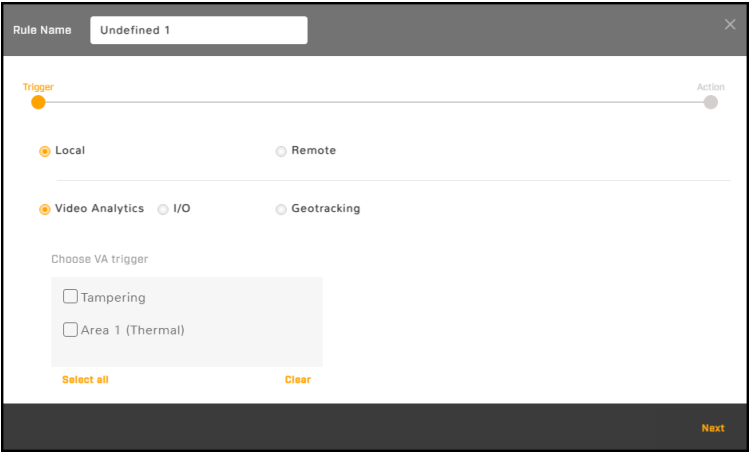 Rule Name Undefined 1
Trigger Action
Local Remote
Video Analytics I/O Geotracking
Choose VA trigger
Tampering
Area 1 (Thermal)
Select all Clear
Next